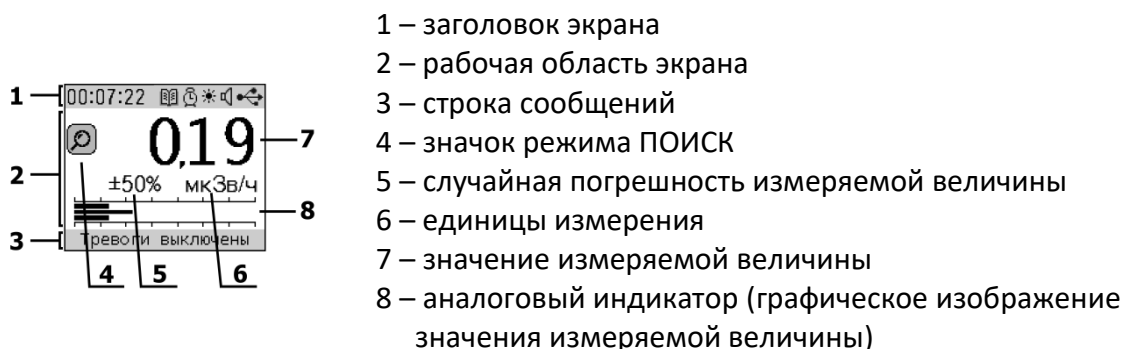 1 – заголовок экрана
2 – рабочая область экрана
3 – строка сообщений
4 – значок режима ПОИСК
5 – случайная погрешность измеряемой величины
6 – единицы измерения
7 – значение измеряемой величины
8 – аналоговый индикатор (графическое изображение
значения измеряемой величины)
1
00:07:22
0,19
7
2
±50% мкЗв/ч
8
3
Тревоги выключены
4 5 6